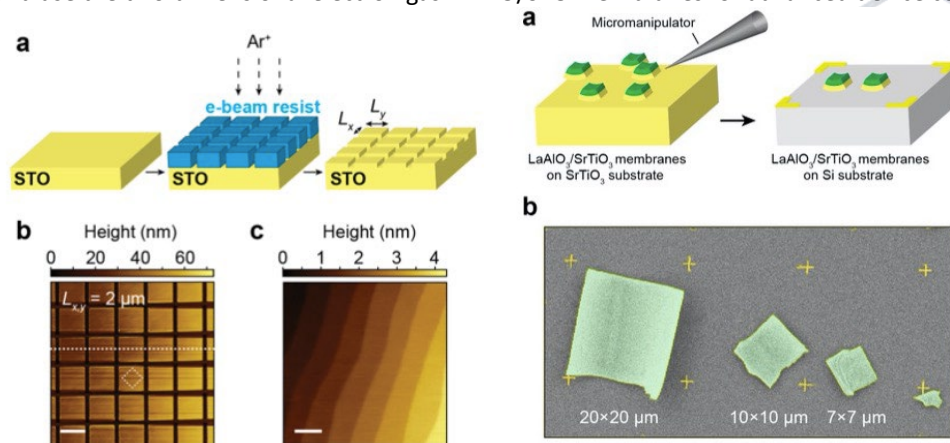 a
Ar⁺
e-beam resist
Lx
Ly
STO
STO
STO
b
Height (nm)
0 20 40 60
Lx,y = 2 µm
c
Height (nm)
0 1 2 3 4
a
Micromanipulator
LaAlO₃/SrTiO₃ membranes
on SrTiO₃ substrate
LaAlO₃/SrTiO₃ membranes
on Si substrate
b
20×20 µm
10×10 µm
7×7 µm